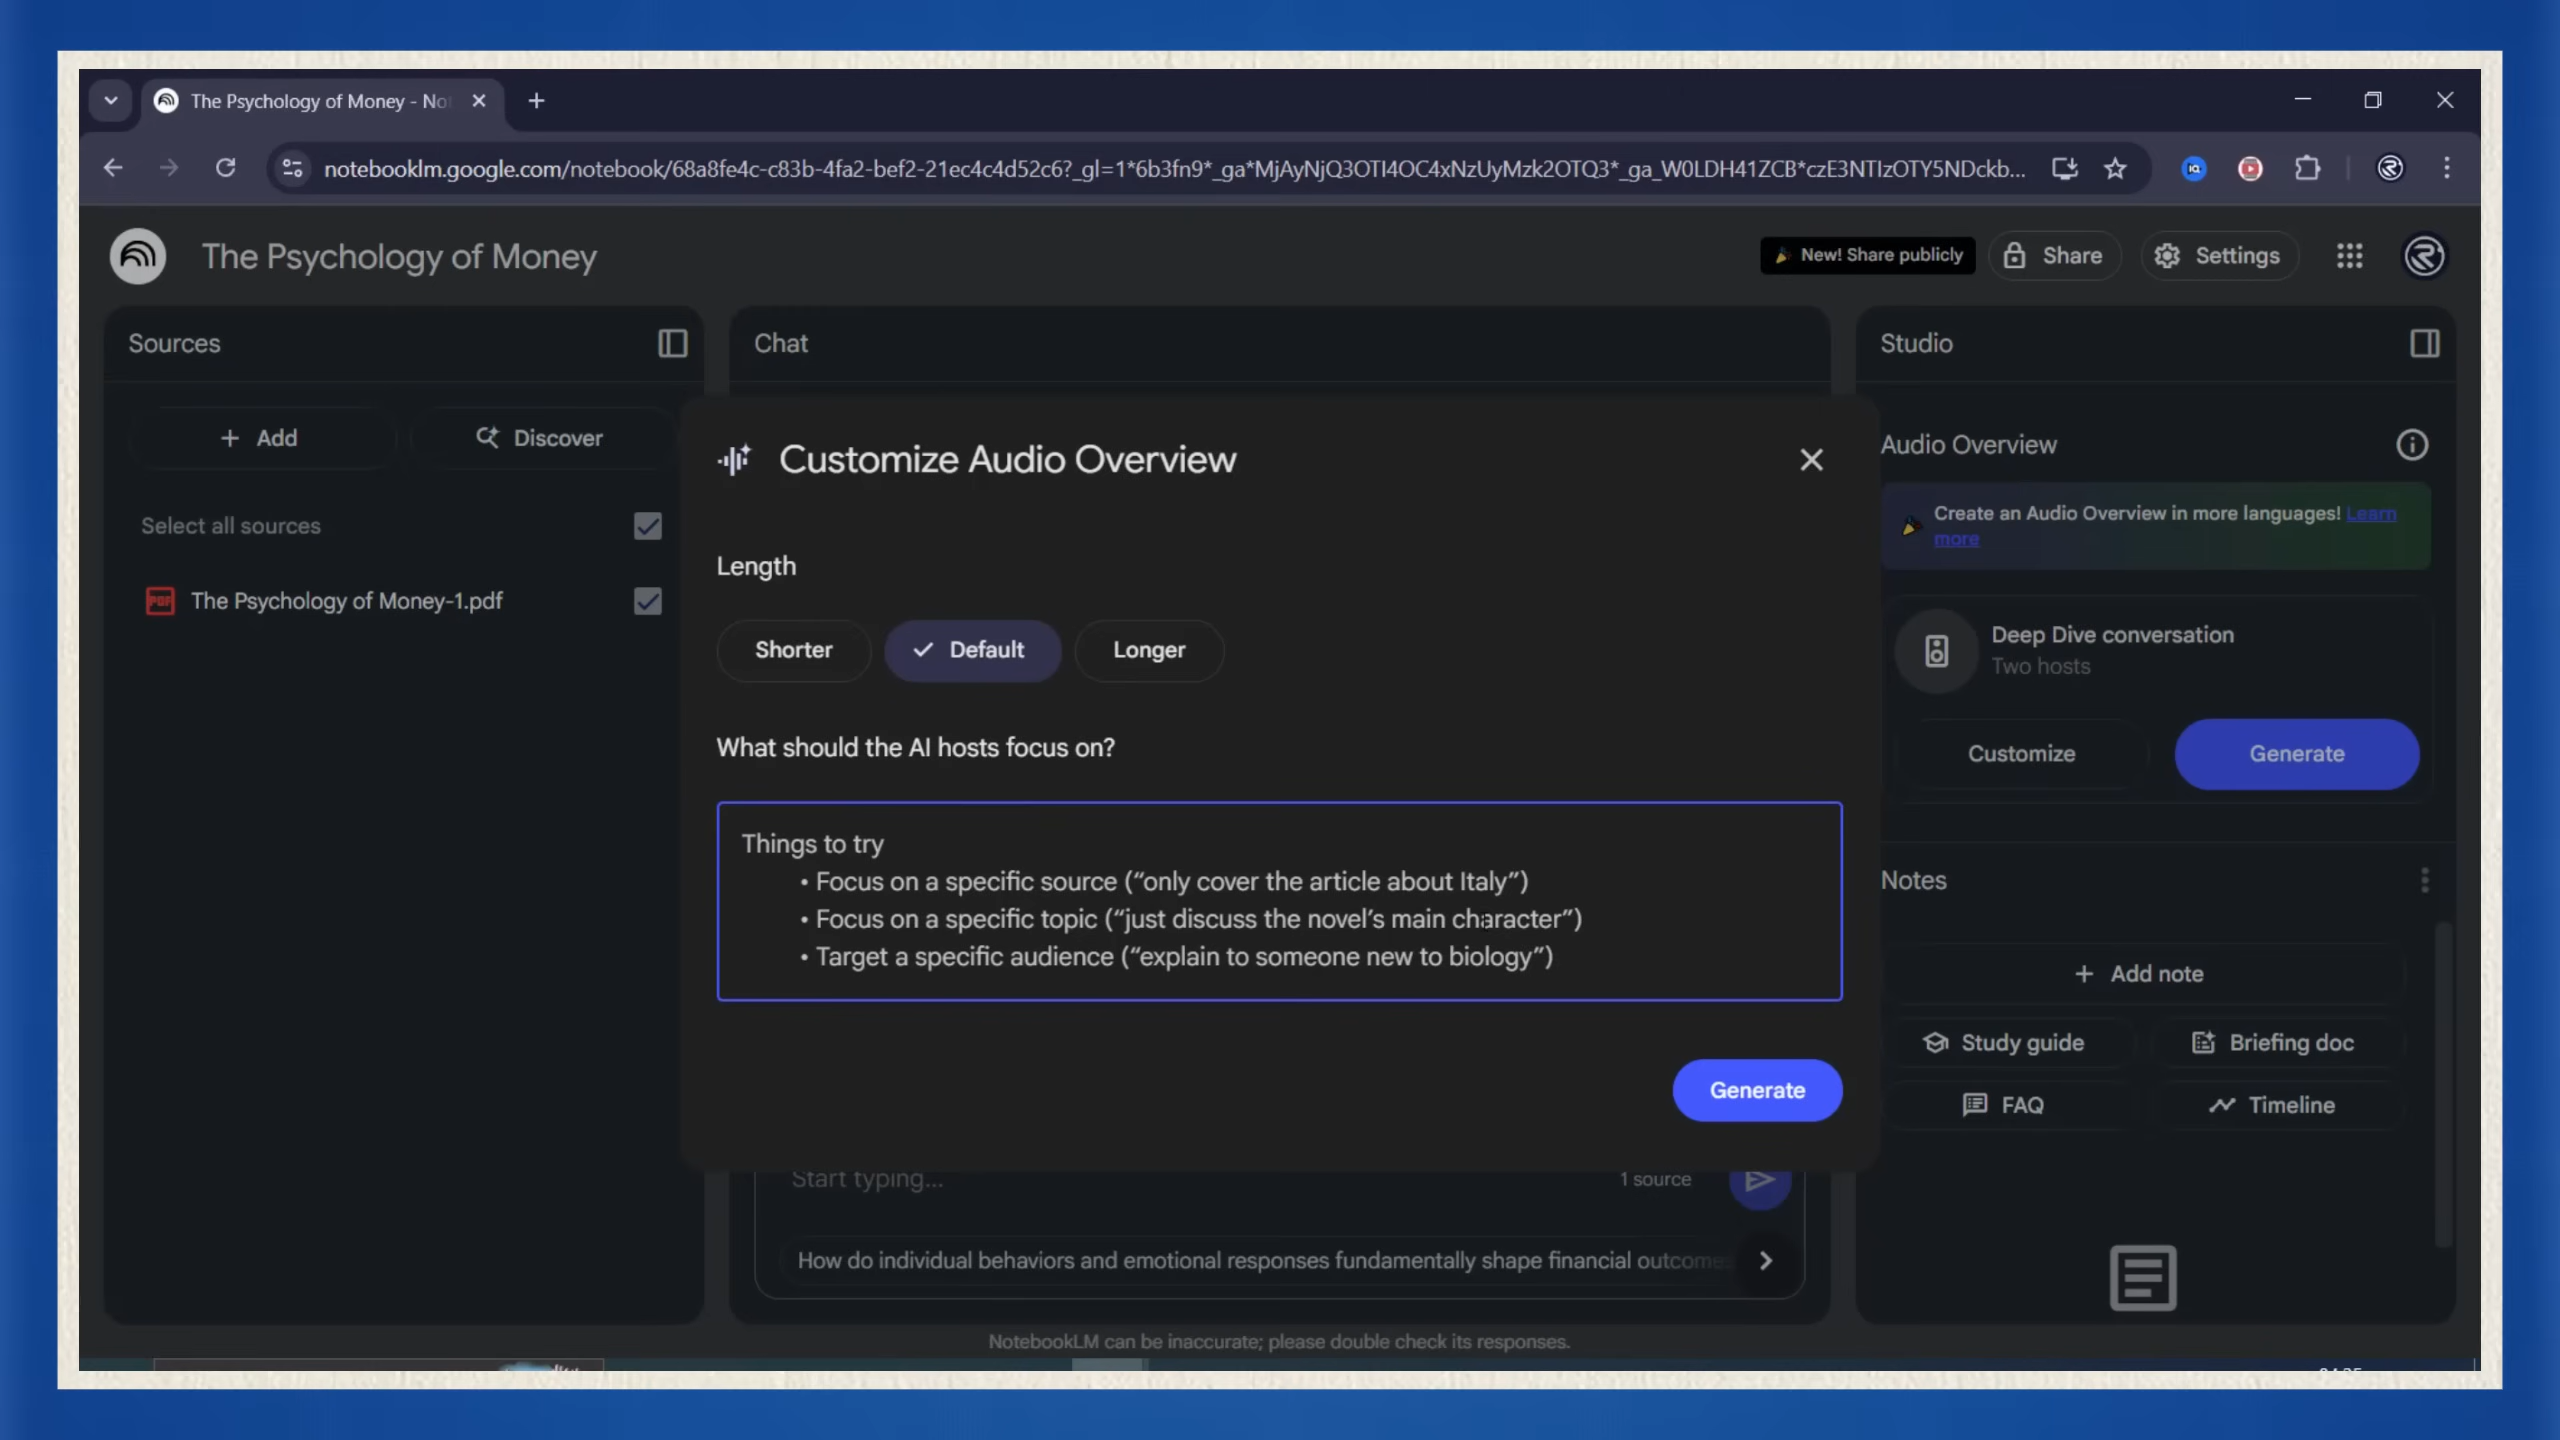 The Psychology of Money - No
notebooklm.google.com/notebook/68a8fe4c-c83b-4fa2-bef2-21ec4c4d52c6?_gl=1*6b3fn9*_ga*MjAyNjQ3OTI4OC4xNzUyMzk2OTQ3*_ga_W0LDH41ZCB*czE3NTIzOTY5NDckb...
The Psychology of Money
New! Share publicly
Share
Settings
Sources
Add
Discover
Select all sources
PDF
The Psychology of Money-1.pdf
Chat
Customize Audio Overview
Length
Shorter
Default
Longer
What should the AI hosts focus on?
Things to try
• Focus on a specific source (“only cover the article about Italy”)
• Focus on a specific topic (“just discuss the novel’s main character”)
• Target a specific audience (“explain to someone new to biology”)
Generate
Start typing...
1 source
How do individual behaviors and emotional responses fundamentally shape financial outcome
NotebookLM can be inaccurate; please double check its responses.
Studio
Audio Overview
Create an Audio Overview in more languages! Learn
more
Deep Dive conversation
Two hosts
Customize
Generate
Notes
Add note
Study guide
Briefing doc
FAQ
Timeline